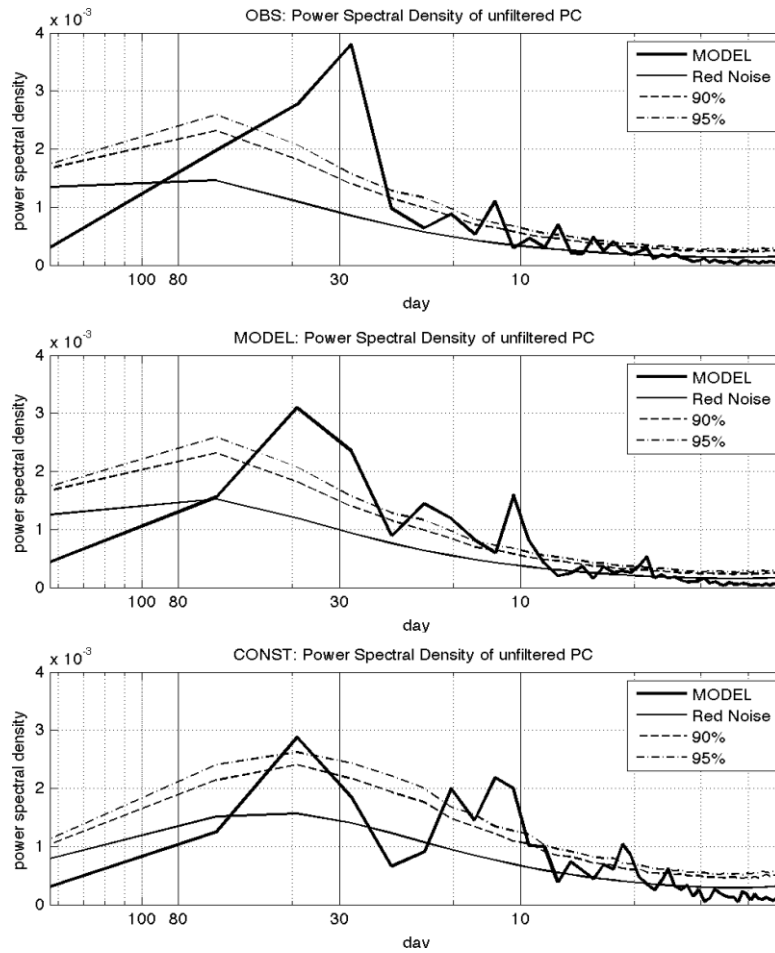 x 10⁻³
OBS: Power Spectral Density of unfiltered PC
4
3
2
1
0
power spectral density
100 80 30 10
day
MODEL
Red Noise
90%
95%
x 10⁻³
MODEL: Power Spectral Density of unfiltered PC
4
3
2
1
0
power spectral density
100 80 30 10
day
MODEL
Red Noise
90%
95%
x 10⁻³
CONST: Power Spectral Density of unfiltered PC
4
3
2
1
0
power spectral density
100 80 30 10
day
MODEL
Red Noise
90%
95%